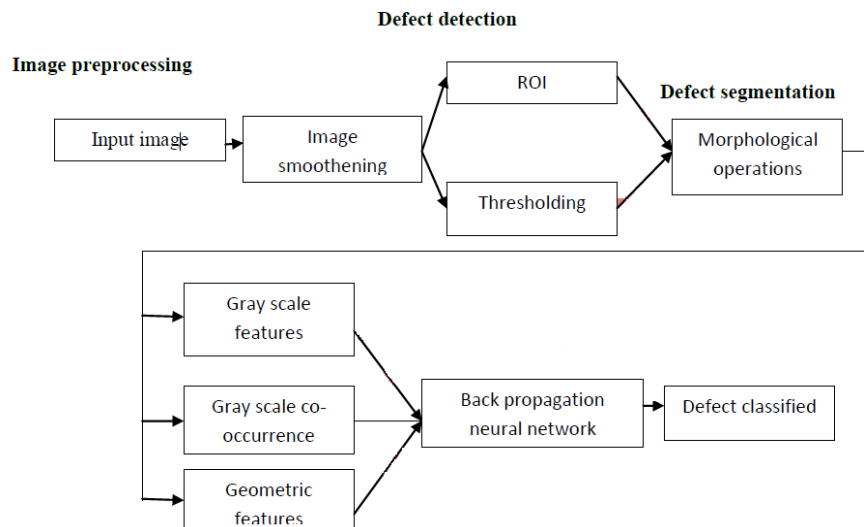 Defect detection
Image preprocessing
ROI
Defect segmentation
Input image
Image
smoothening
Morphological
operations
Thresholding
Gray scale
features
Gray scale co-
occurrence
Back propagation
neural network
Defect classified
Geometric
features